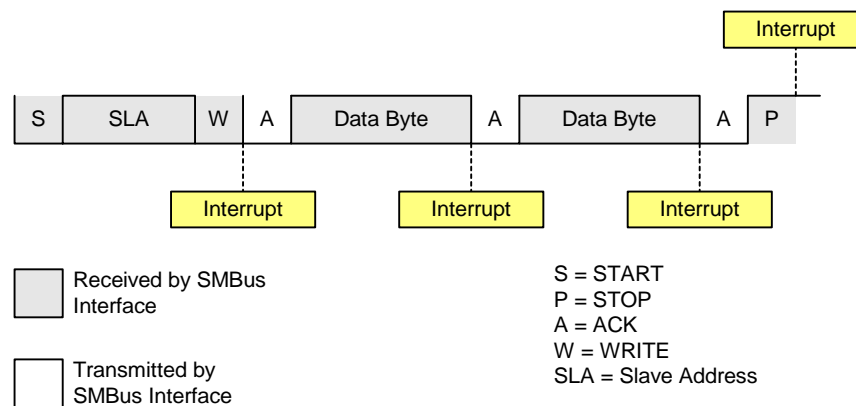 Interrupt
S SLA W A Data Byte A Data Byte A P
Interrupt Interrupt Interrupt
Received by SMBus
Interface
Transmitted by
SMBus Interface
S = START
P = STOP
A = ACK
W = WRITE
SLA = Slave Address